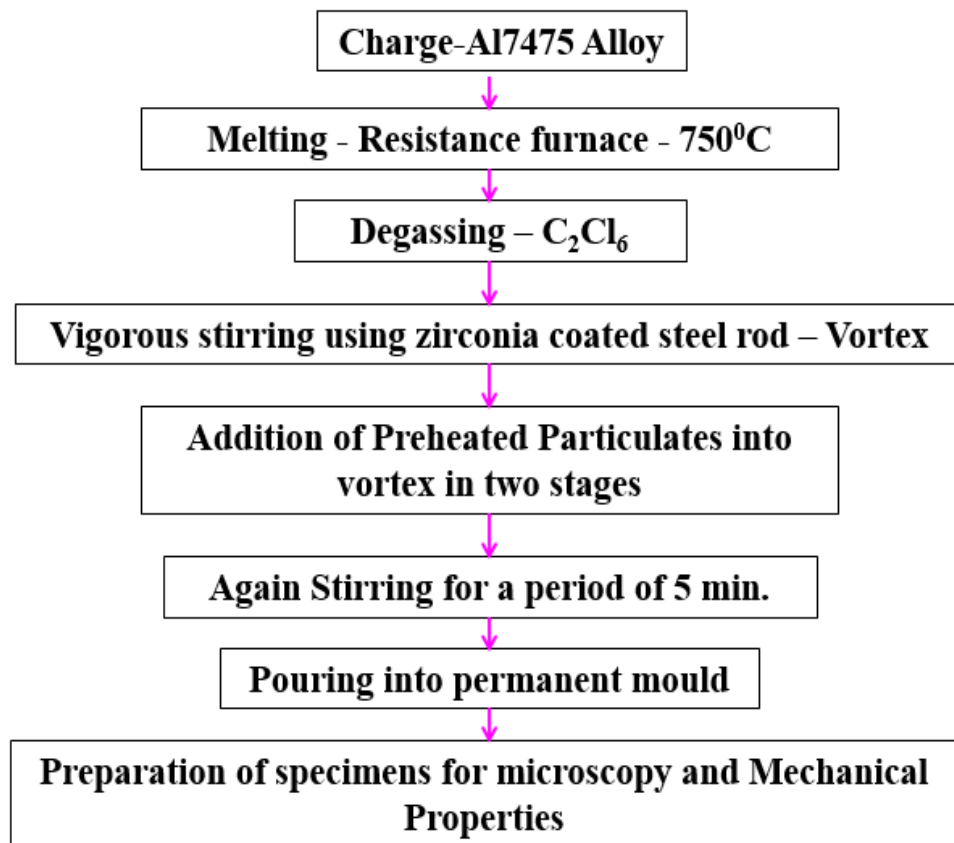 Charge-Al7475 Alloy
Melting - Resistance furnace - 750⁰C
Degassing – C₂Cl₆
Vigorous stirring using zirconia coated steel rod – Vortex
Addition of Preheated Particulates into
vortex in two stages
Again Stirring for a period of 5 min.
Pouring into permanent mould
Preparation of specimens for microscopy and Mechanical
Properties